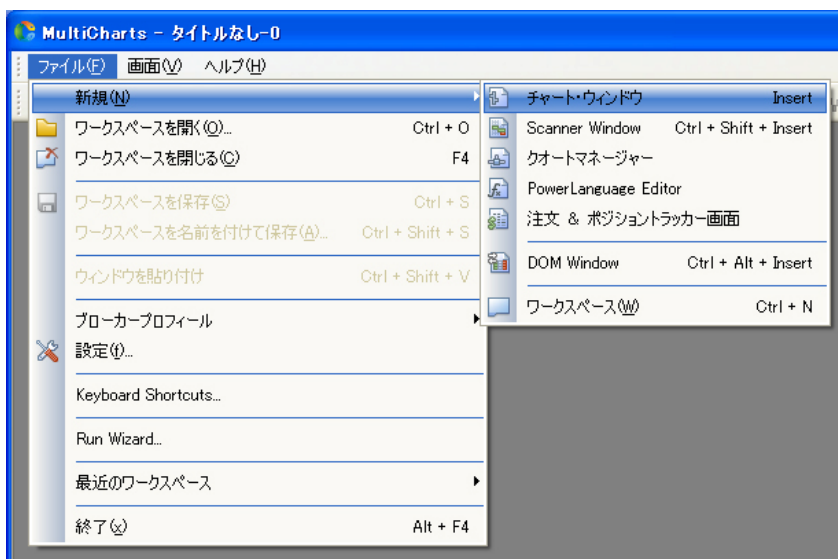 MultiCharts - タイトルなし-0
ファイル(F) 画面(V) ヘルプ(H)
新規(N)
ワークスペースを開く(O)... Ctrl + O
ワークスペースを閉じる(C) F4
ワークスペースを保存(S) Ctrl + S
ワークスペースを名前を付けて保存(A)... Ctrl + Shift + S
ウィンドウを貼り付け Ctrl + Shift + V
ブローカープロフィール
設定(f)...
Keyboard Shortcuts...
Run Wizard...
最近のワークスペース
終了(x) Alt + F4
チャート・ウィンドウ Insert
Scanner Window Ctrl + Shift + Insert
クオートマネージャー
PowerLanguage Editor
注文 & ポジショントラッカー画面
DOM Window Ctrl + Alt + Insert
ワークスペース(W) Ctrl + N